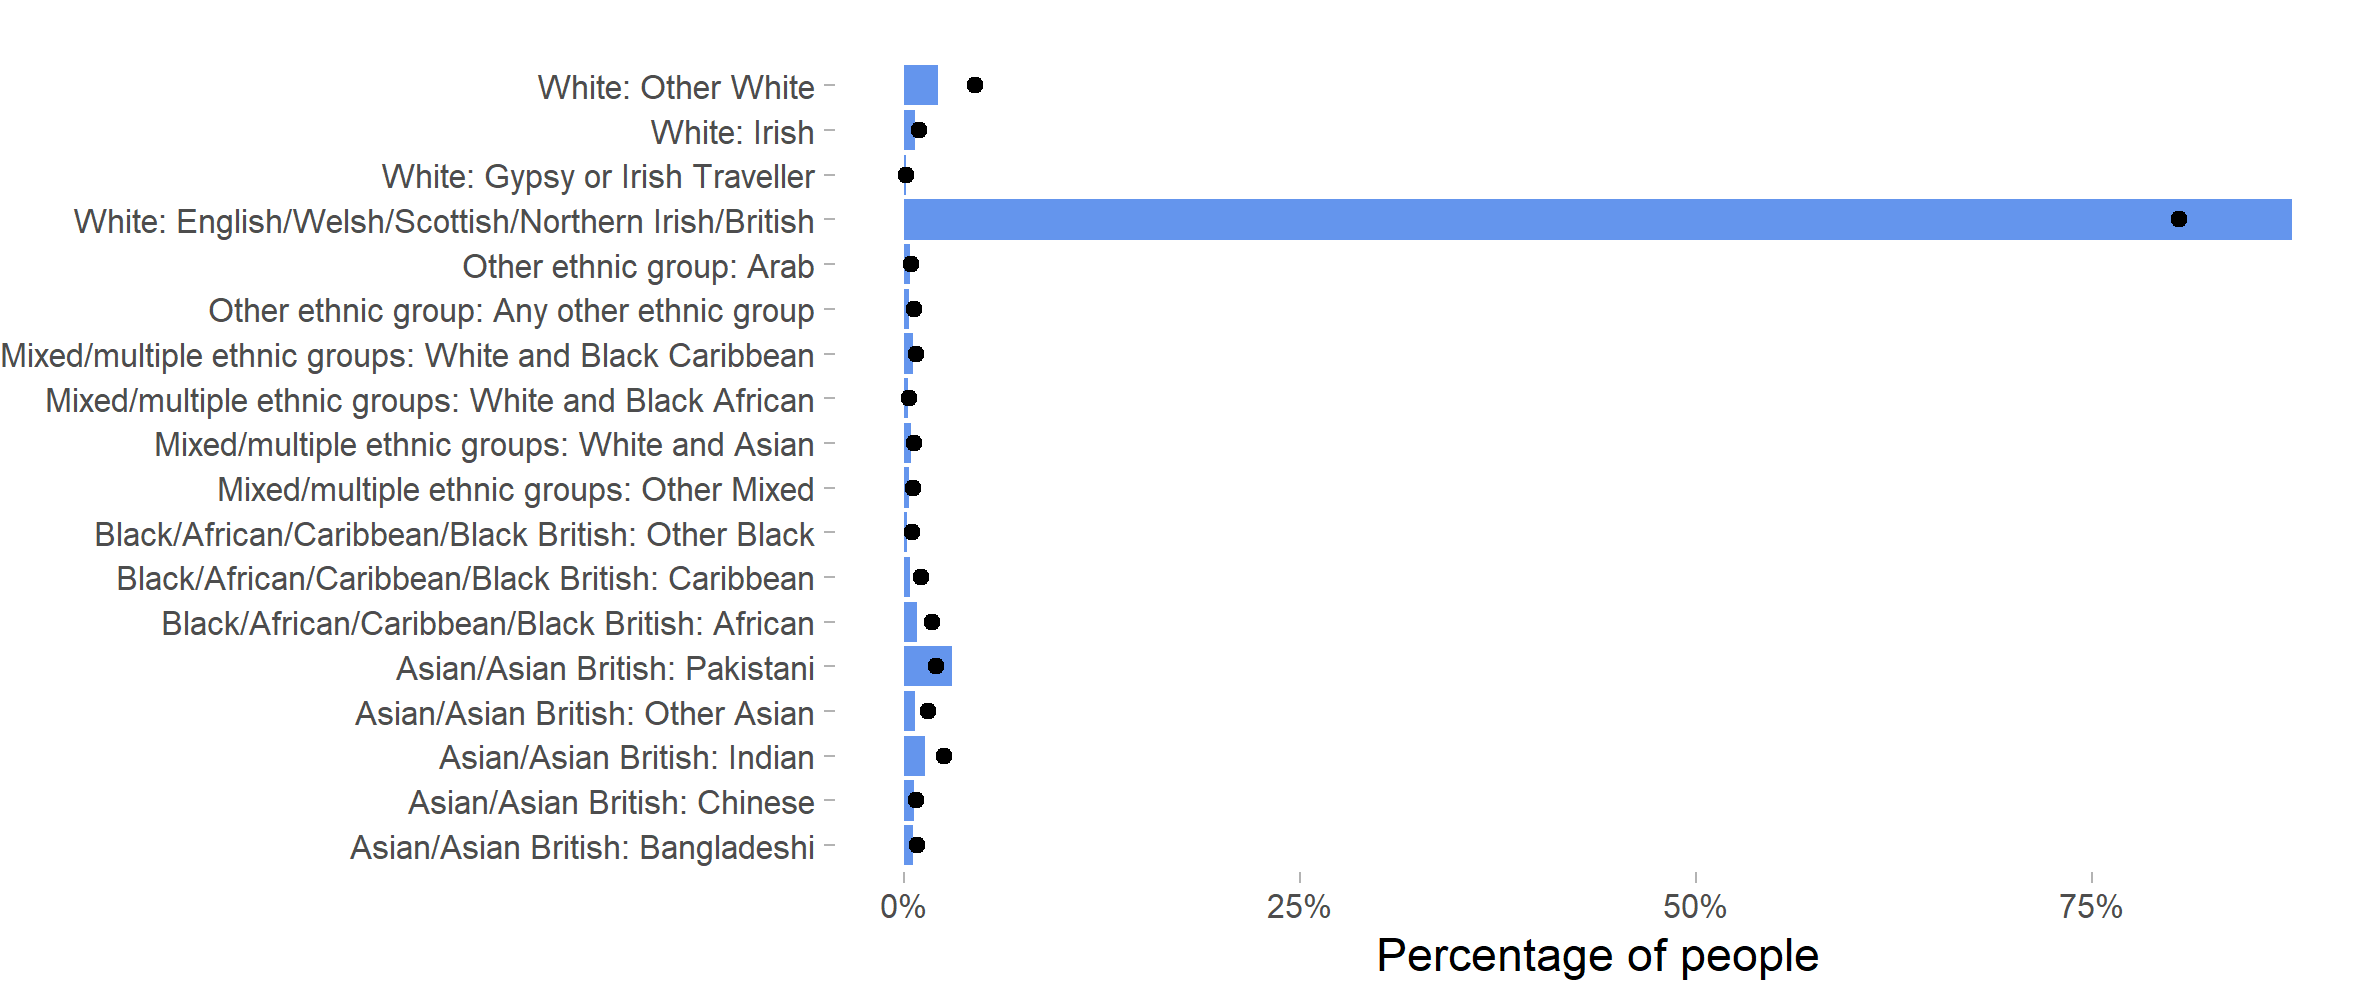 White: Other White
White: Irish
White: Gypsy or Irish Traveller
White: English/Welsh/Scottish/Northern Irish/British
Other ethnic group: Arab
Other ethnic group: Any other ethnic group
Mixed/multiple ethnic groups: White and Black Caribbean
Mixed/multiple ethnic groups: White and Black African
Mixed/multiple ethnic groups: White and Asian
Mixed/multiple ethnic groups: Other Mixed
Black/African/Caribbean/Black British: Other Black
Black/African/Caribbean/Black British: Caribbean
Black/African/Caribbean/Black British: African
Asian/Asian British: Pakistani
Asian/Asian British: Other Asian
Asian/Asian British: Indian
Asian/Asian British: Chinese
Asian/Asian British: Bangladeshi
0% 25% 50% 75%
Percentage of people